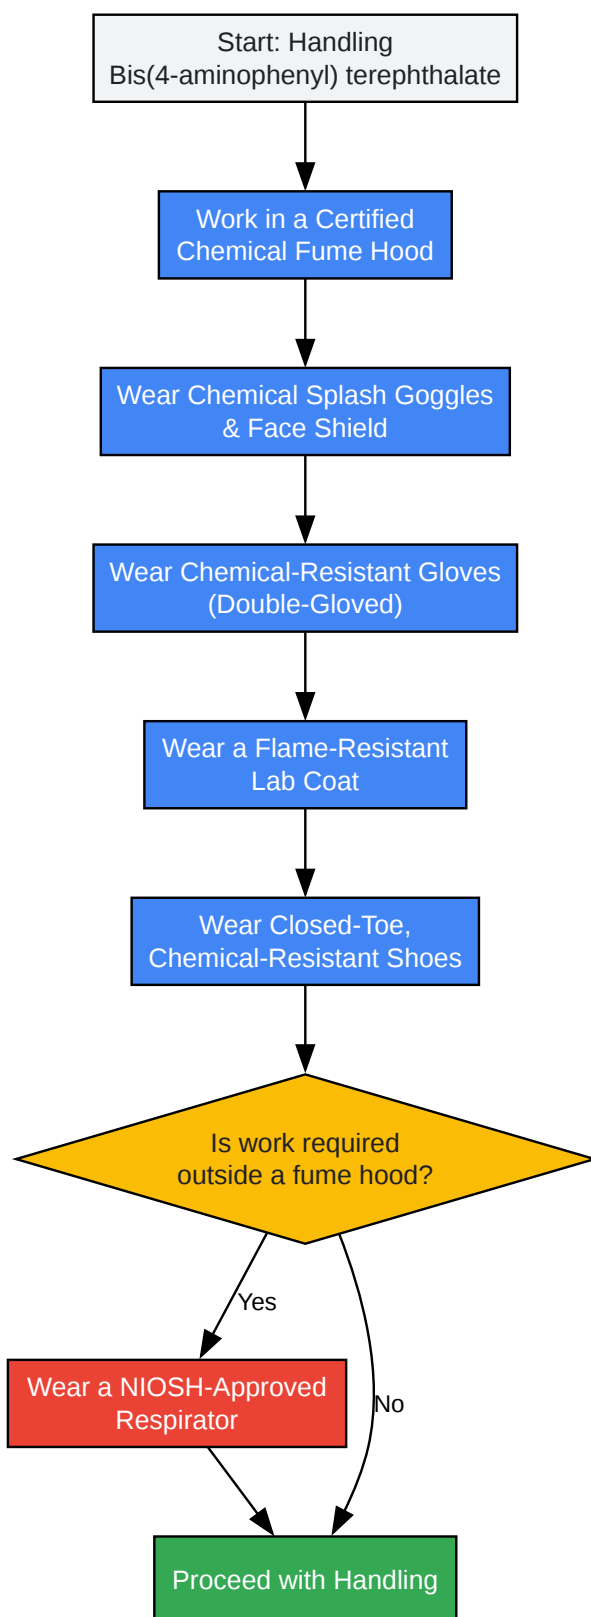 Start: Handling
Bis(4-aminophenyl) terephthalate
Work in a Certified
Chemical Fume Hood
Wear Chemical Splash Goggles
& Face Shield
Wear Chemical-Resistant Gloves
(Double-Gloved)
Wear a Flame-Resistant
Lab Coat
Wear Closed-Toe,
Chemical-Resistant Shoes
Is work required
outside a fume hood?
Yes
Wear a NIOSH-Approved
Respirator
No
Proceed with Handling